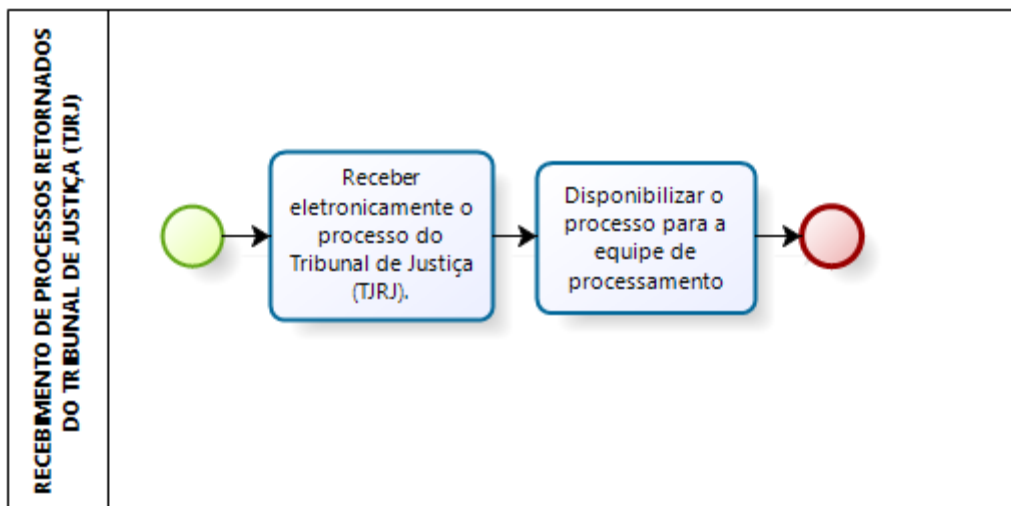 RECEBIMENTO DE PROCESSOS RETORNADOS
DO TRIBUNAL DE JUSTIÇA (TJRJ)
Receber
eletronicamente o
processo do
Tribunal de Justiça
(TJRJ).
Disponibilizar o
processo para a
equipe de
processamento